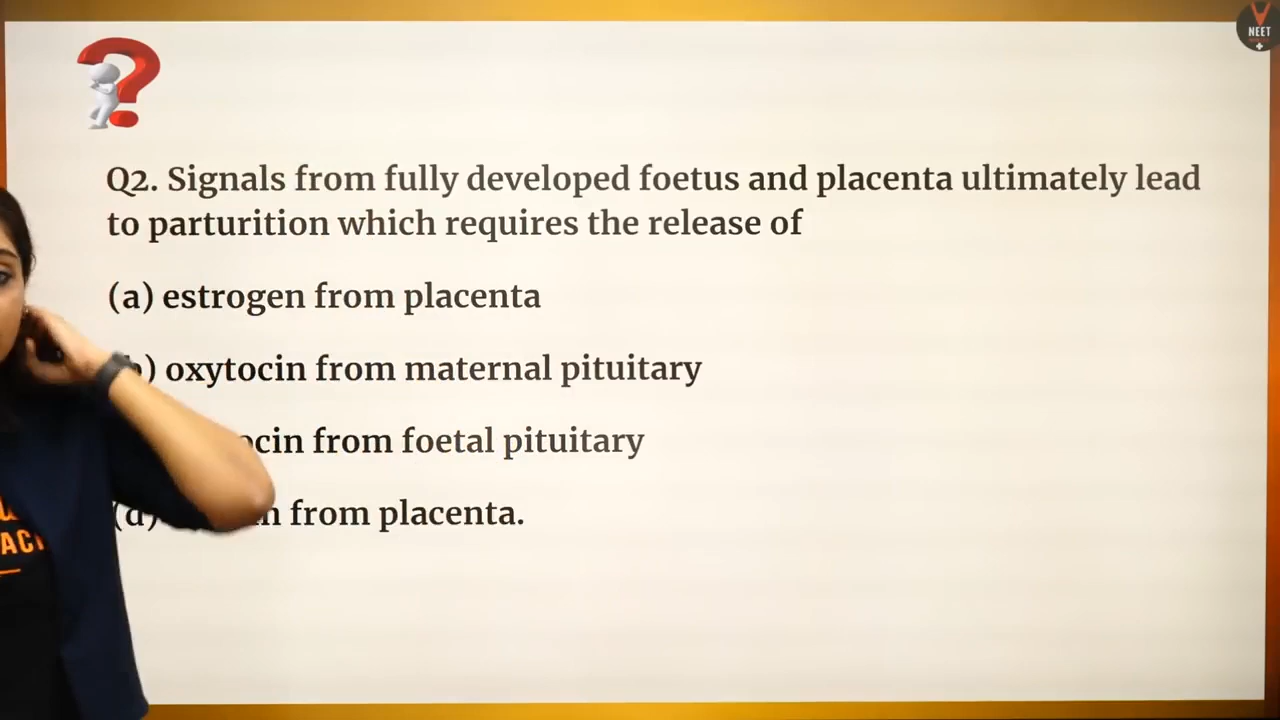 NEET
Q2. Signals from fully developed foetus and placenta ultimately lead
to parturition which requires the release of
(a) estrogen from placenta
oxytocin from maternal pituitary
from foetal pituitary
(d) from placenta.